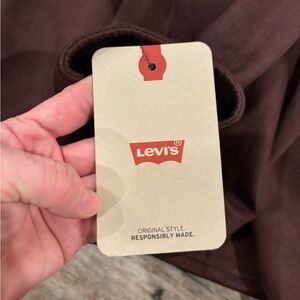 Levi's®
ORIGINAL STYLE.
RESPONSIBLY MADE.